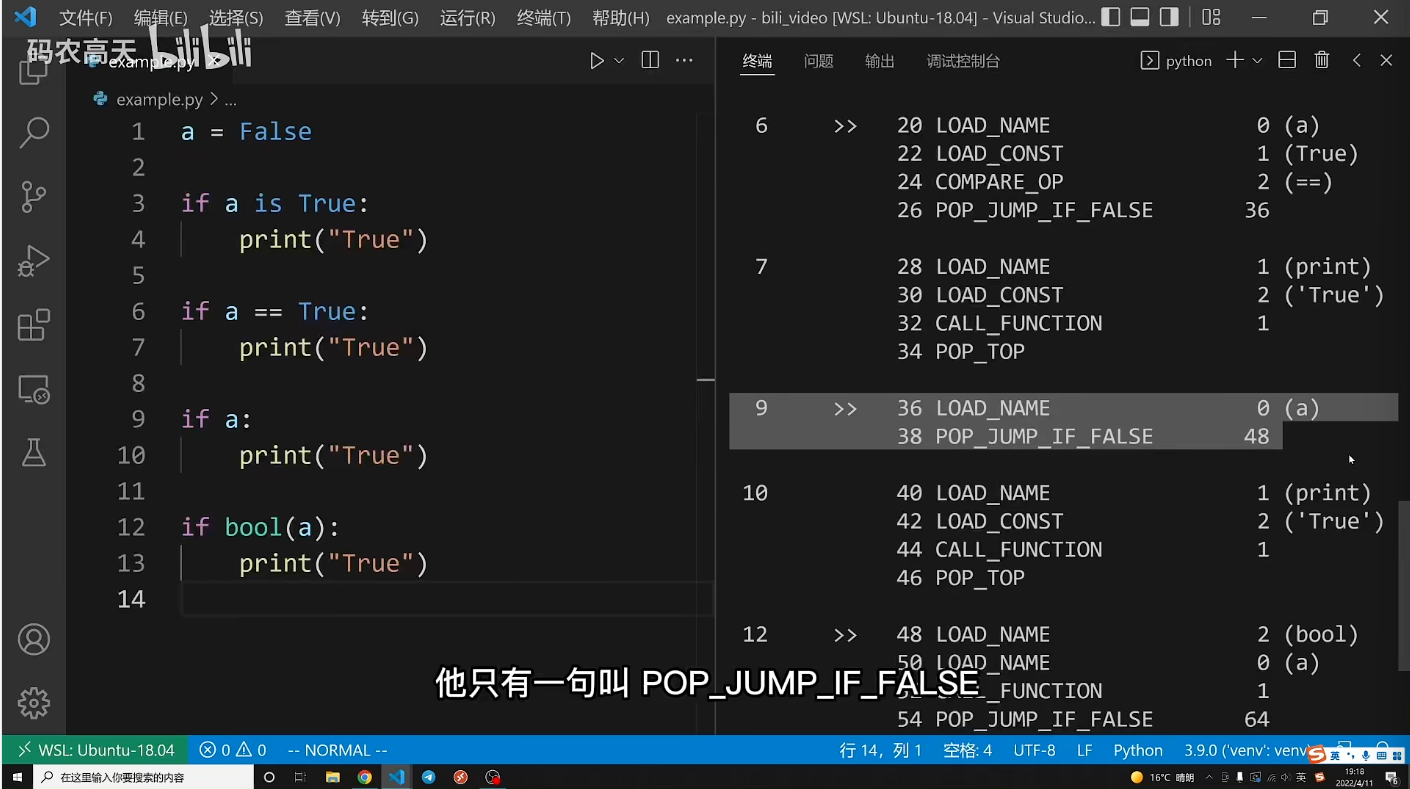 文件(F) 编辑(E) 选择(S) 查看(V) 转到(G) 运行(R) 终端(T) 帮助(H) example.py - bili_video [WSL: Ubuntu-18.04] - Visual Studio...
码农高天 bilibili
example.py
example.py > ...
1 a = False
2
3 if a is True:
4 print("True")
5
6 if a == True:
7 print("True")
8
9 if a:
10 print("True")
11
12 if bool(a):
13 print("True")
14
终端 问题 输出 调试控制台 python
6 >> 20 LOAD_NAME 0 (a)
22 LOAD_CONST 1 (True)
24 COMPARE_OP 2 (==)
26 POP_JUMP_IF_FALSE 36
7 28 LOAD_NAME 1 (print)
30 LOAD_CONST 2 ('True')
32 CALL_FUNCTION 1
34 POP_TOP
9 >> 36 LOAD_NAME 0 (a)
38 POP_JUMP_IF_FALSE 48
10 40 LOAD_NAME 1 (print)
42 LOAD_CONST 2 ('True')
44 CALL_FUNCTION 1
46 POP_TOP
12 >> 48 LOAD_NAME 2 (bool)
50 LOAD_NAME 0 (a)
CALL_FUNCTION 1
54 POP_JUMP_IF_FALSE 64
他只有一句叫 POP_JUMP_IF_FALSE
WSL: Ubuntu-18.04 0 0 -- NORMAL -- 行 14, 列 1 空格: 4 UTF-8 LF Python 3.9.0 ('venv': venv)
英
在这里输入你要搜索的内容 16°C 晴朗 英 19:18
2022/4/11